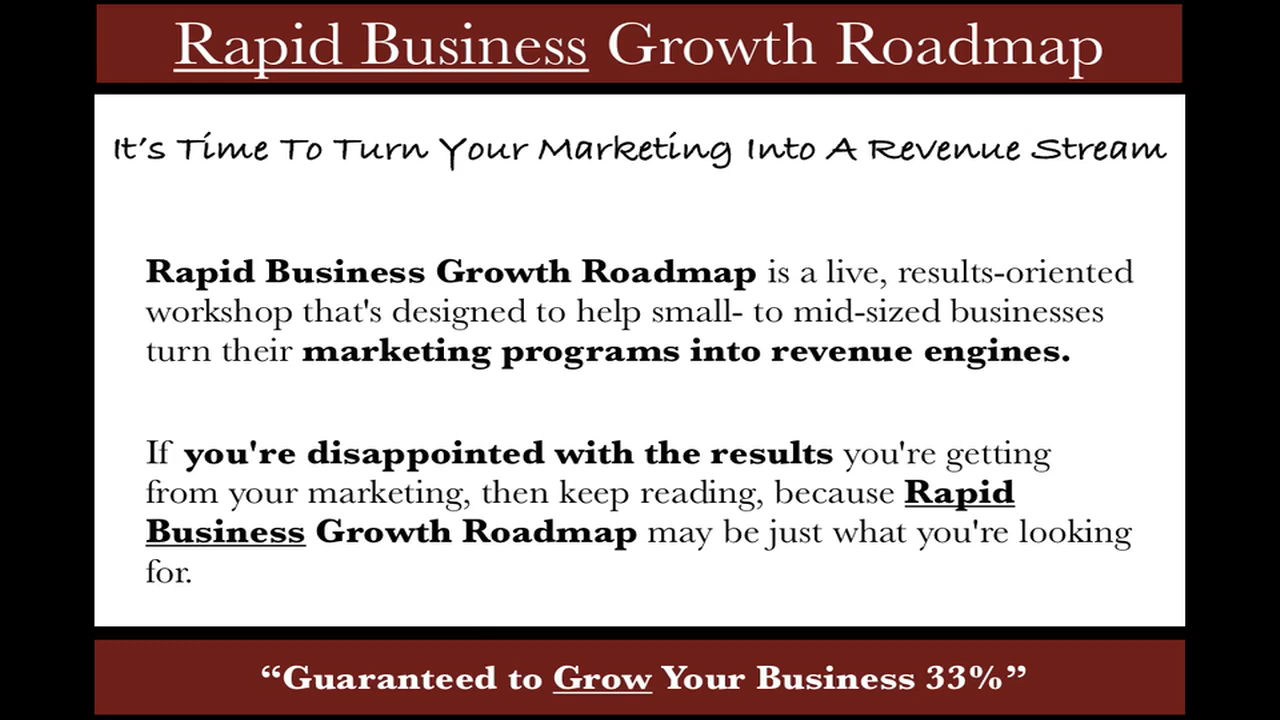 Rapid Business Growth Roadmap
It's Time To Turn Your Marketing Into A Revenue Stream
Rapid Business Growth Roadmap is a live, results-oriented
workshop that's designed to help small- to mid-sized businesses
turn their marketing programs into revenue engines.
If you're disappointed with the results you're getting
from your marketing, then keep reading, because Rapid
Business Growth Roadmap may be just what you're looking
for.
“Guaranteed to Grow Your Business 33%”